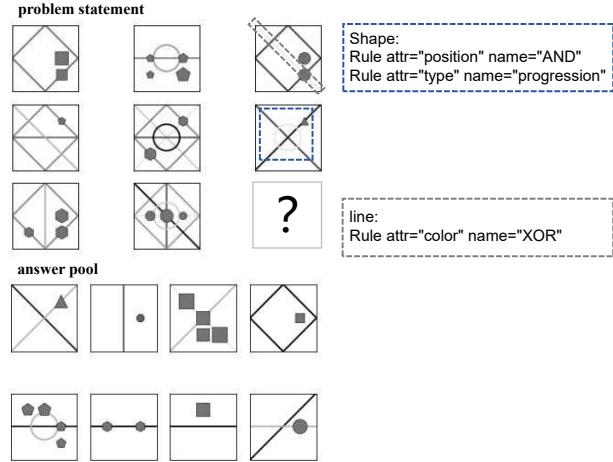 problem statement
Shape:
Rule attr="position" name="AND"
Rule attr="type" name="progression"
?
line:
Rule attr="color" name="XOR"
answer pool